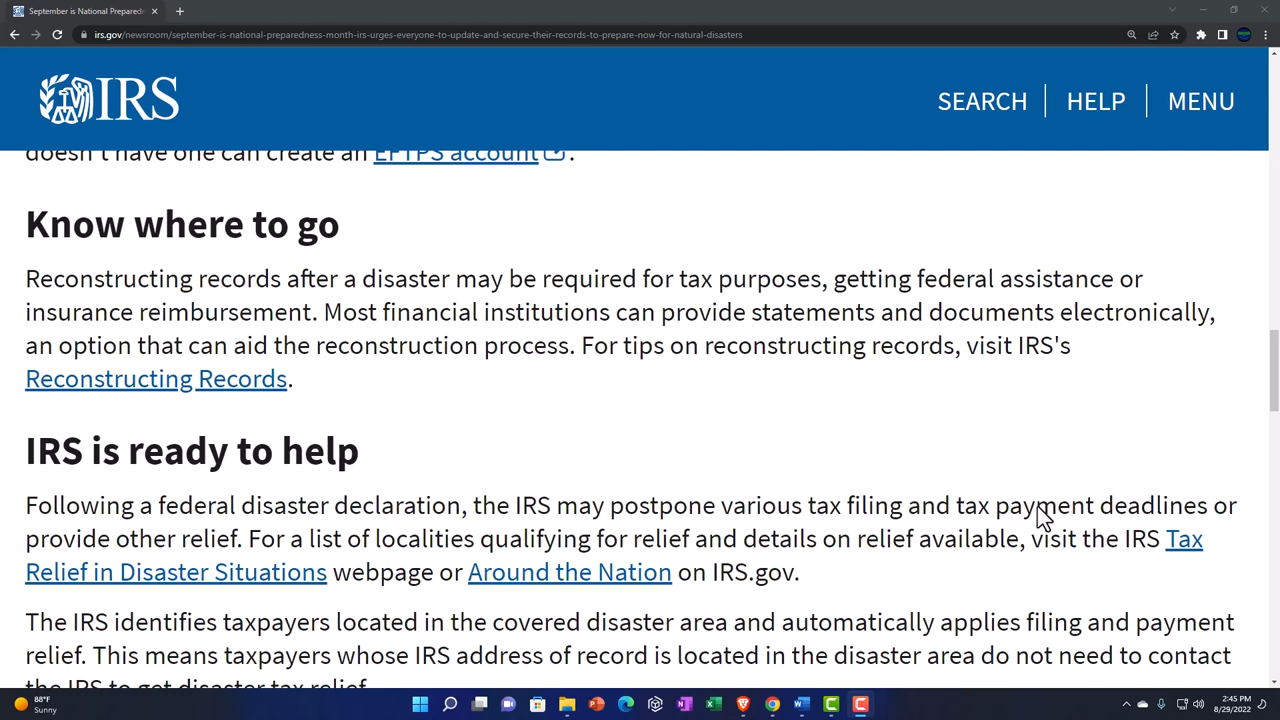 September is National Preparedne
irs.gov/newsroom/september-is-national-preparedness-month-irs-urges-everyone-to-update-and-secure-their-records-to-prepare-now-for-natural-disasters
IRS
SEARCH
HELP
MENU
doesn't have one can create an EFTPS account.
Know where to go
Reconstructing records after a disaster may be required for tax purposes, getting federal assistance or
insurance reimbursement. Most financial institutions can provide statements and documents electronically,
an option that can aid the reconstruction process. For tips on reconstructing records, visit IRS's
Reconstructing Records.
IRS is ready to help
Following a federal disaster declaration, the IRS may postpone various tax filing and tax payment deadlines or
provide other relief. For a list of localities qualifying for relief and details on relief available, visit the IRS Tax
Relief in Disaster Situations webpage or Around the Nation on IRS.gov.
The IRS identifies taxpayers located in the covered disaster area and automatically applies filing and payment
relief. This means taxpayers whose IRS address of record is located in the disaster area do not need to contact
the IRS to get disaster tax relief.
88°F
Sunny
2:45 PM
8/29/2022